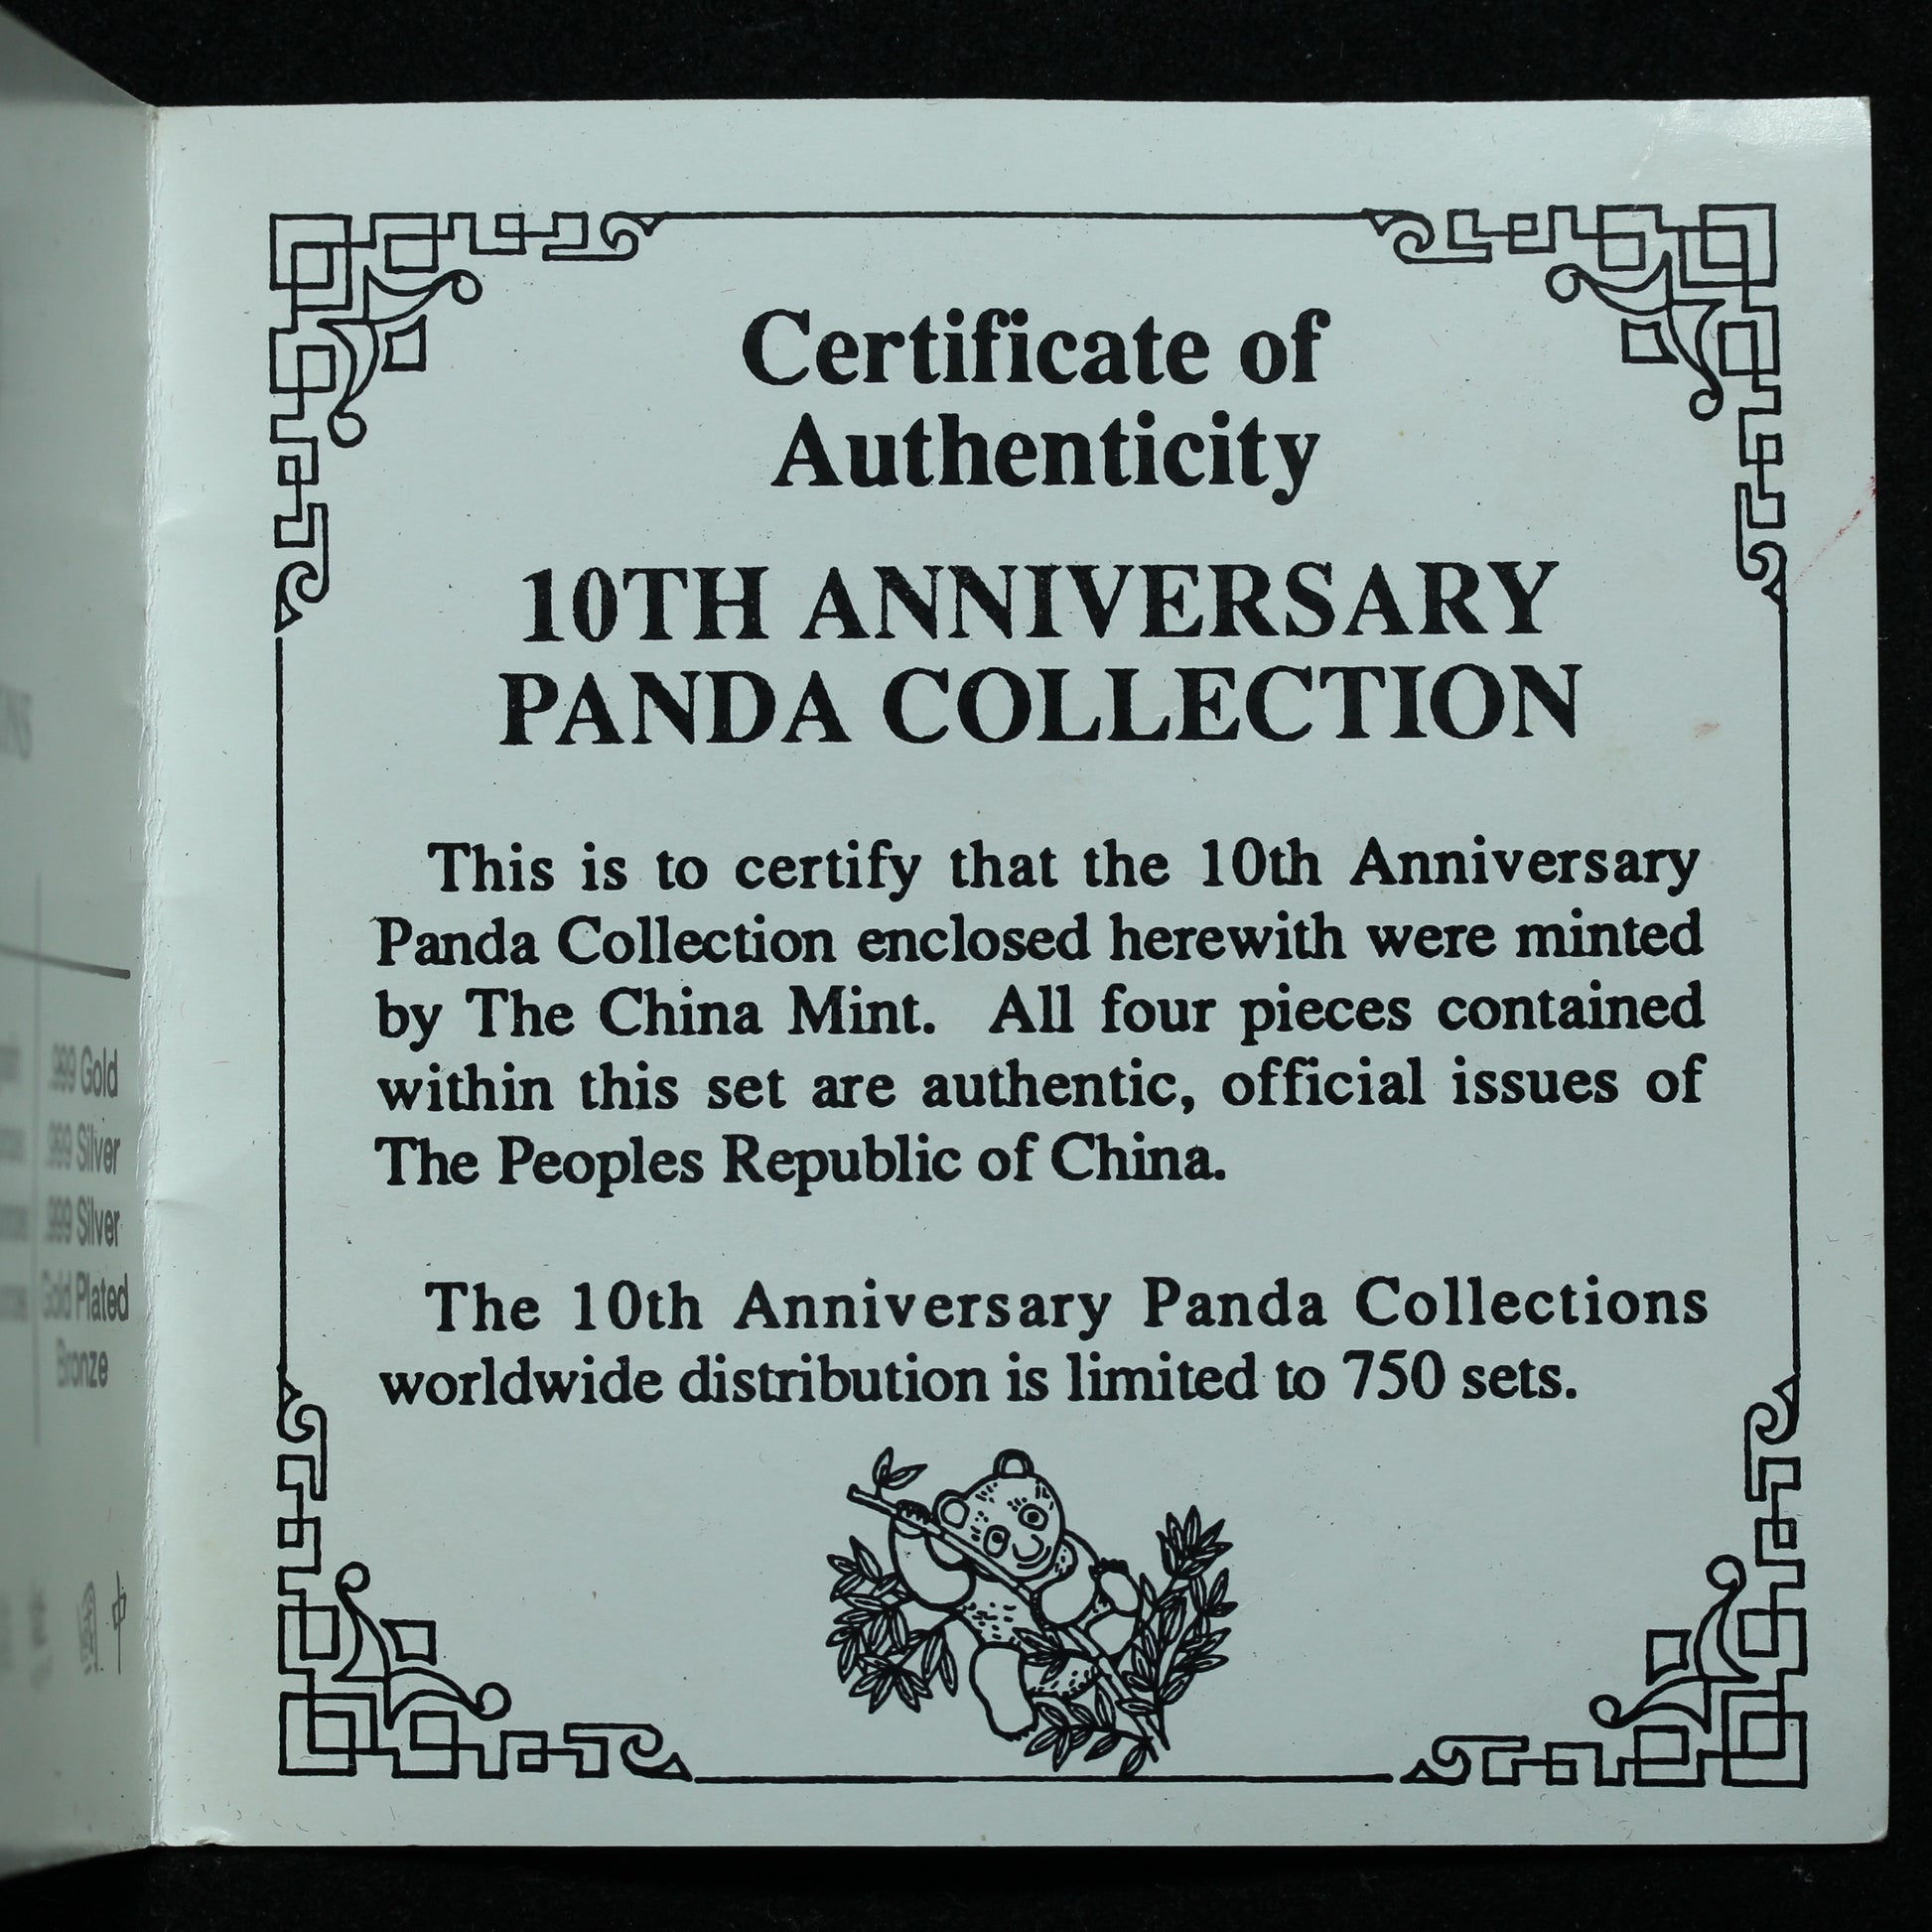 NS
.999 Gold
.999 Silver
.999 Silver
Gold Plated
Bronze
國 中
Certificate of
Authenticity
10TH ANNIVERSARY
PANDA COLLECTION
This is to certify that the 10th Anniversary
Panda Collection enclosed herewith were minted
by The China Mint. All four pieces contained
within this set are authentic, official issues of
The Peoples Republic of China.
The 10th Anniversary Panda Collections
worldwide distribution is limited to 750 sets.